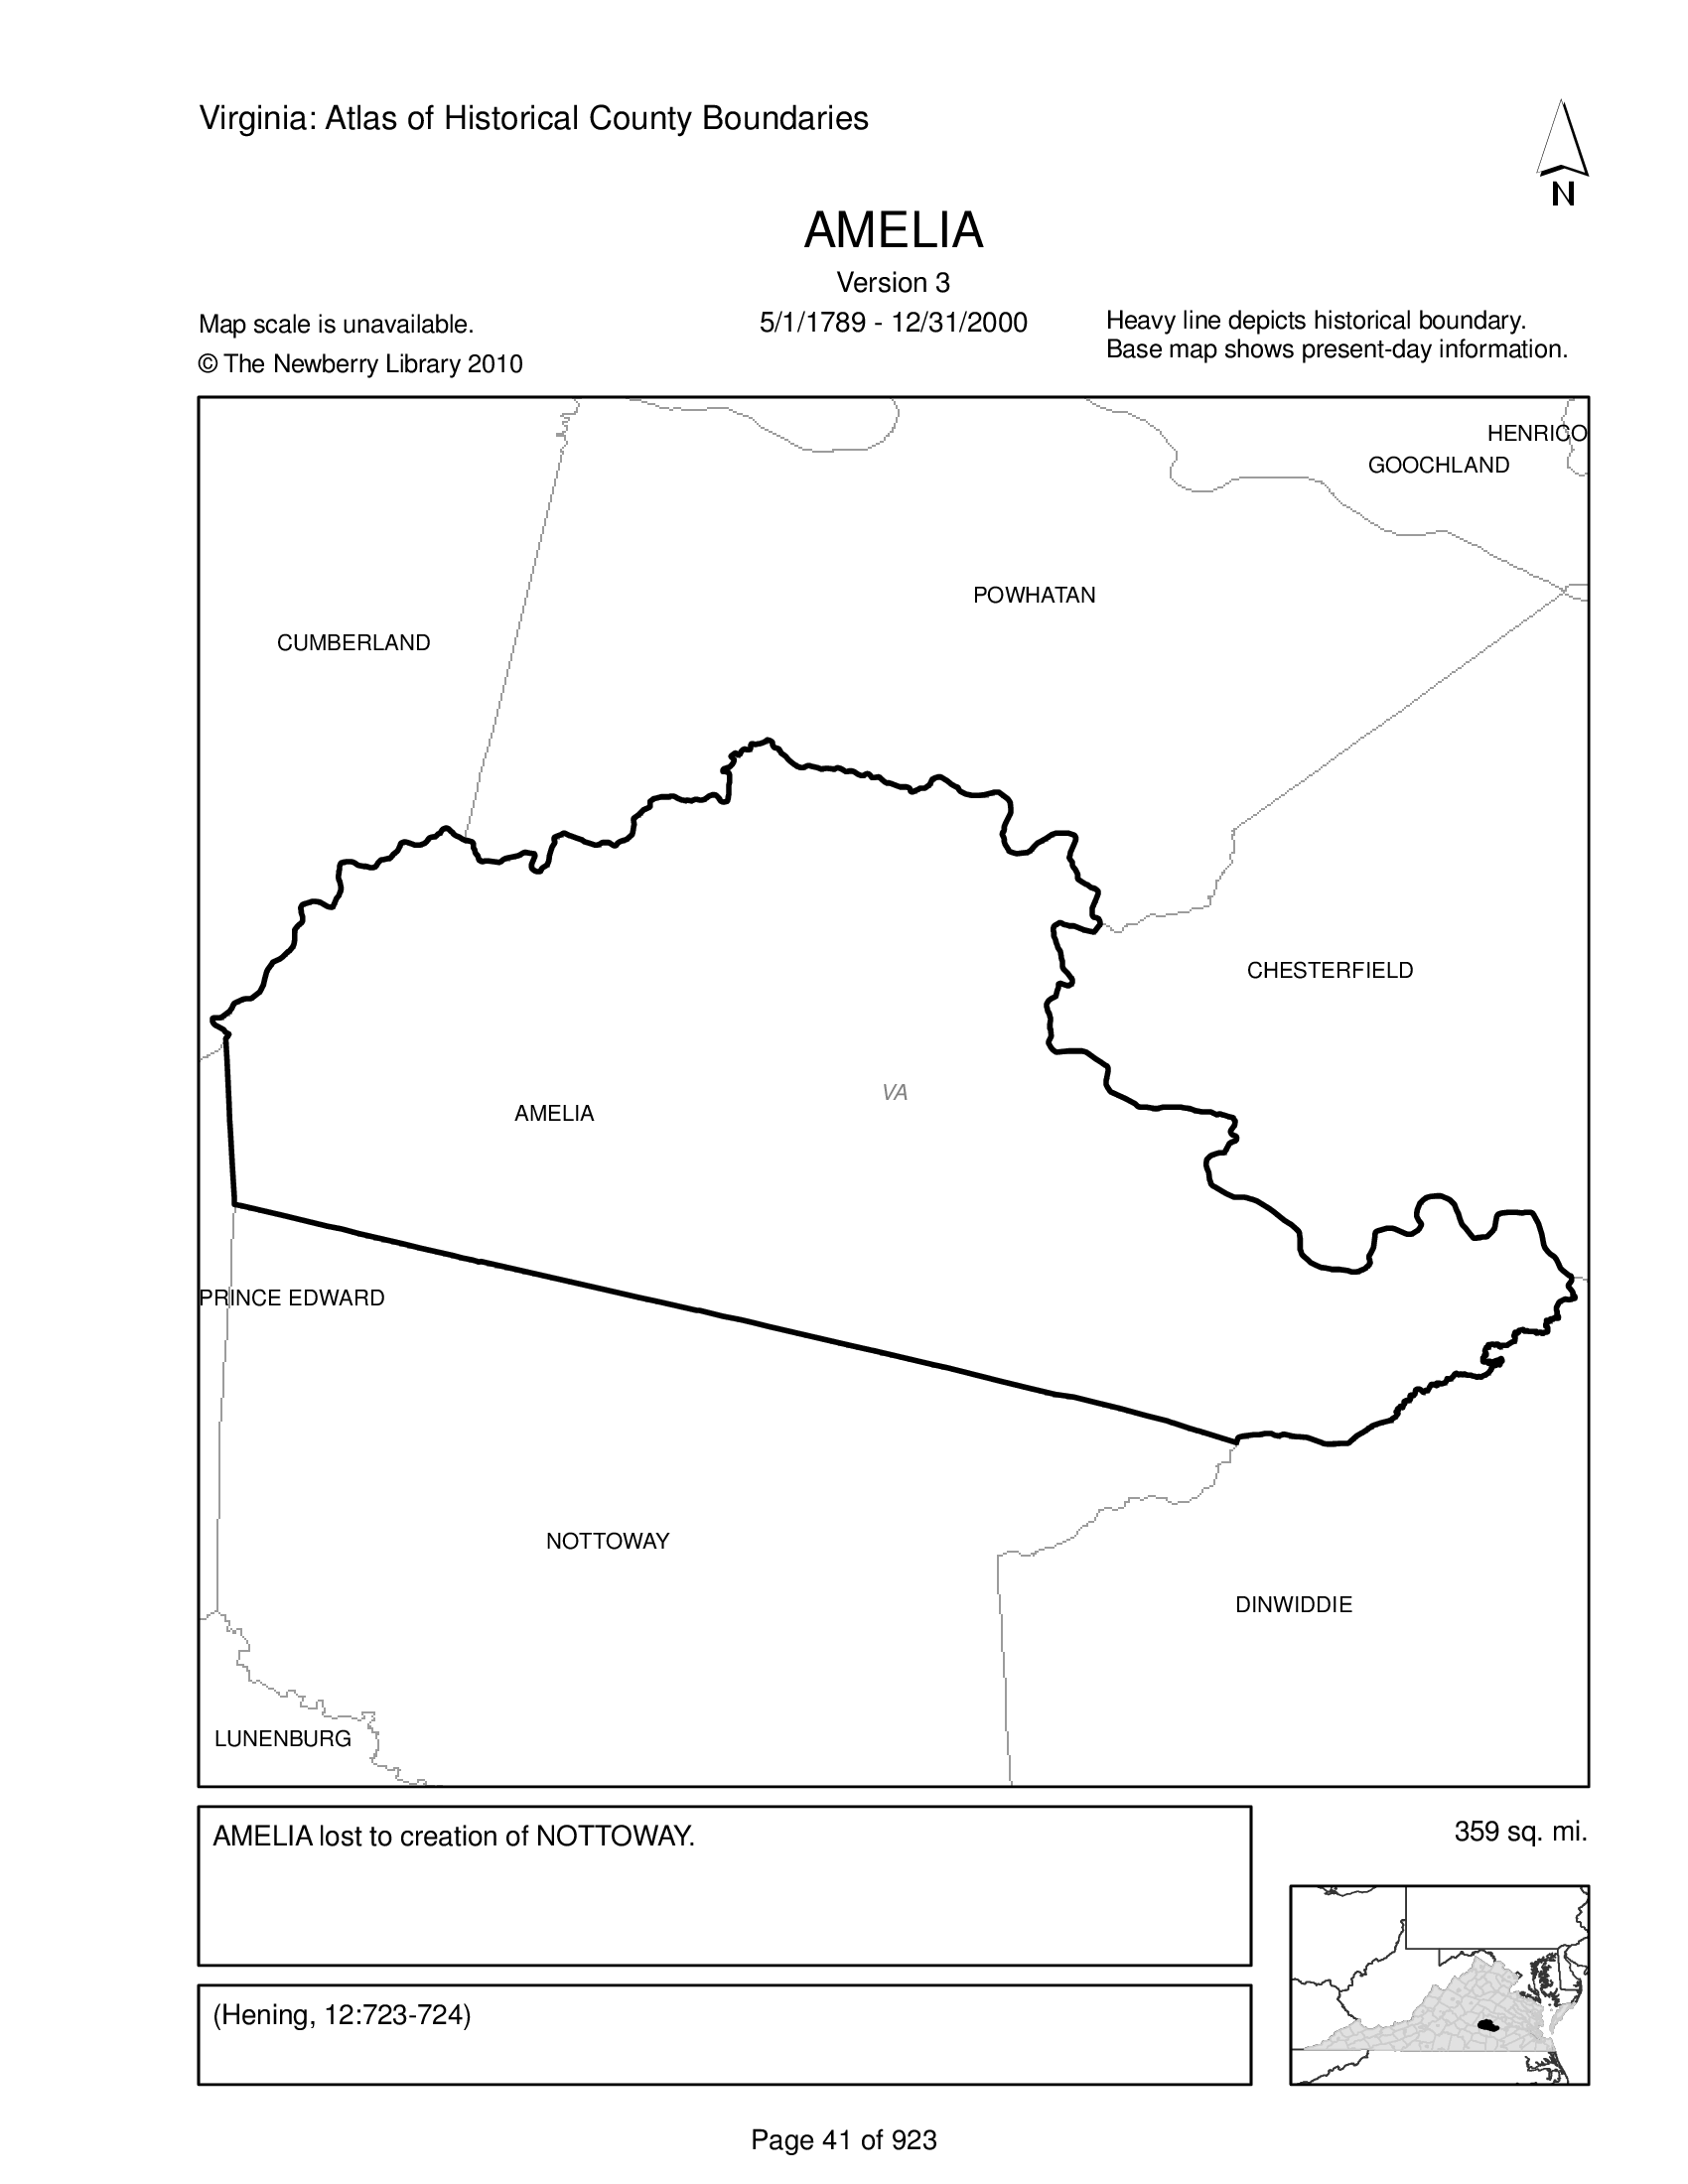 Virginia: Atlas of Historical County Boundaries
N
AMELIA
Version 3
5/1/1789 - 12/31/2000
Map scale is unavailable.
© The Newberry Library 2010
Heavy line depicts historical boundary.
Base map shows present-day information.
HENRICO
GOOCHLAND
POWHATAN
CUMBERLAND
CHESTERFIELD
VA
AMELIA
PRINCE EDWARD
NOTTOWAY
DINWIDDIE
LUNENBURG
AMELIA lost to creation of NOTTOWAY.
359 sq. mi.
(Hening, 12:723-724)
Page 41 of 923